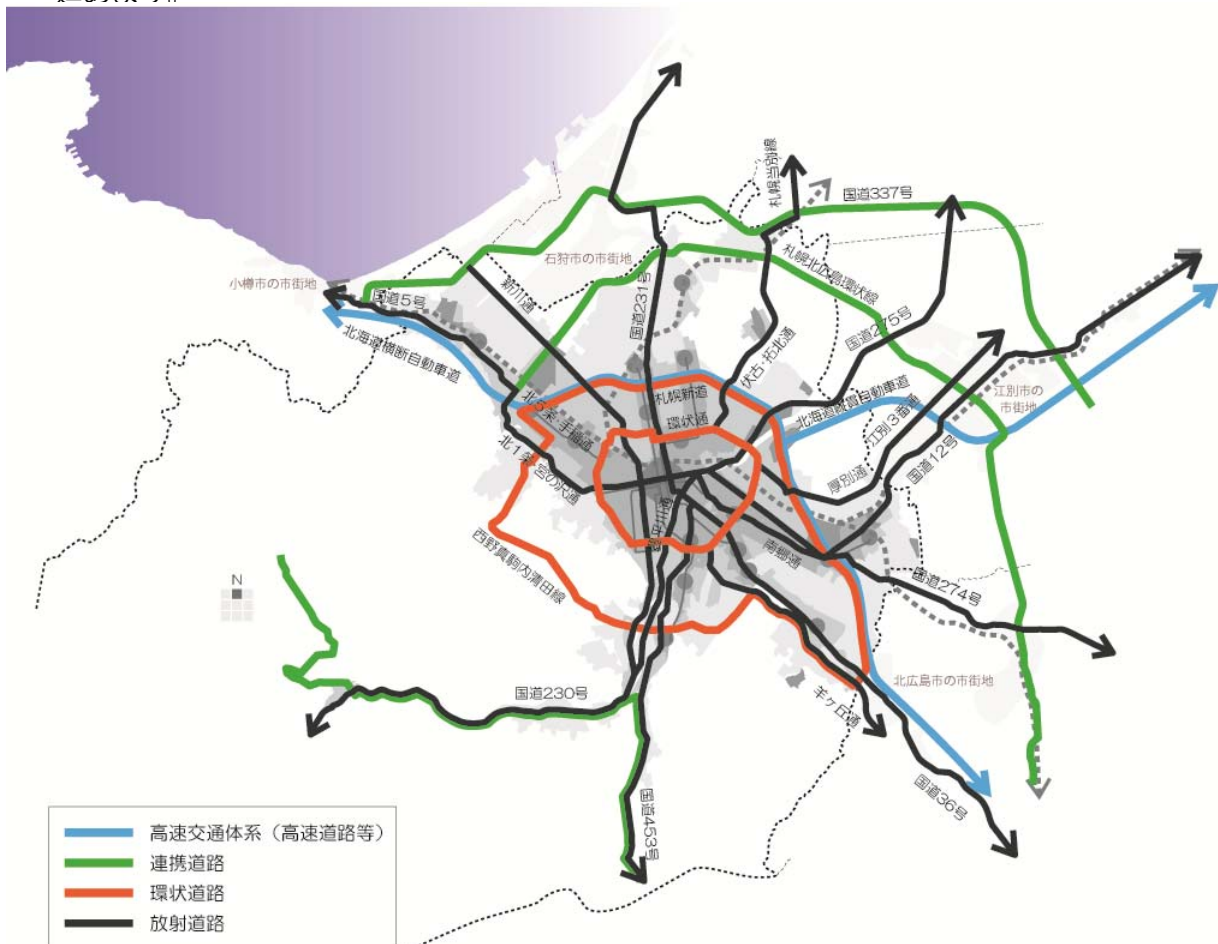 札幌当別線
国道337号
石狩市の市街地
札幌北広島環状線
小樽市の市街地
国道5号
新川通
国道231号
伏古・拓北通
国道275号
北海道横断自動車道
札幌新道
環状通
北海道縦貫自動車道
江別3番通
江別市の
市街地
北5条・手稲通
北1条・宮の沢通
国道12号
厚別通
南郷通
西野真駒内清田線
国道274号
N
国道230号
北広島市の市街地
羊ヶ丘通
国道36号
国道453号
高速交通体系（高速道路等）
連携道路
環状道路
放射道路